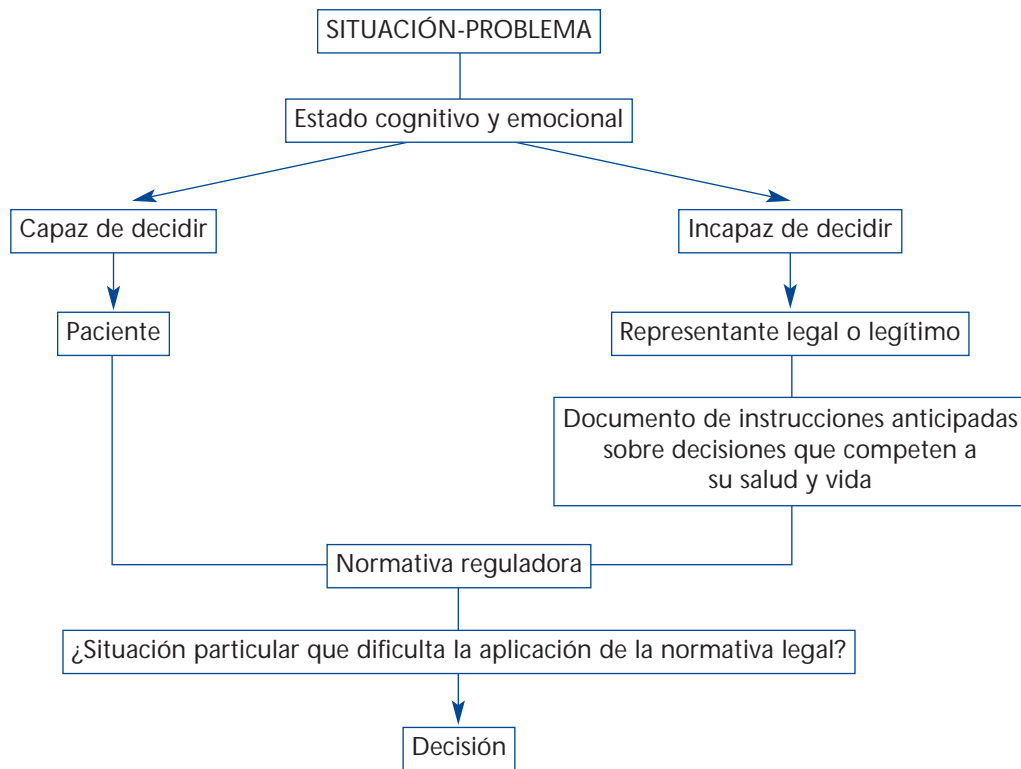 SITUACIÓN-PROBLEMA
Estado cognitivo y emocional
Capaz de decidir
Incapaz de decidir
Paciente
Representante legal o legítimo
Documento de instrucciones anticipadas
sobre decisiones que competen a
su salud y vida
Normativa reguladora
¿Situación particular que dificulta la aplicación de la normativa legal?
Decisión